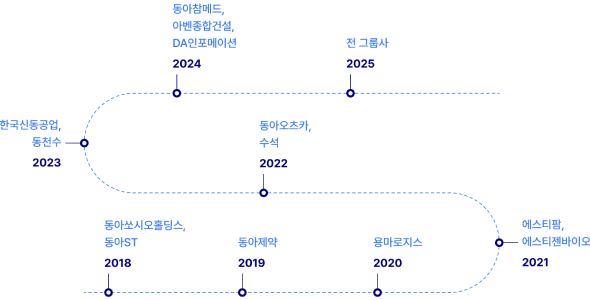 동아참메드,
아벤종합건설,
DA인포메이션
2024
전 그룹사
2025
한국신동공업,
동천수
2023
동아오츠카,
수석
2022
동아쏘시오홀딩스,
동아ST
2018
동아제약
2019
용마로지스
2020
에스티팜,
에스티젠바이오
2021